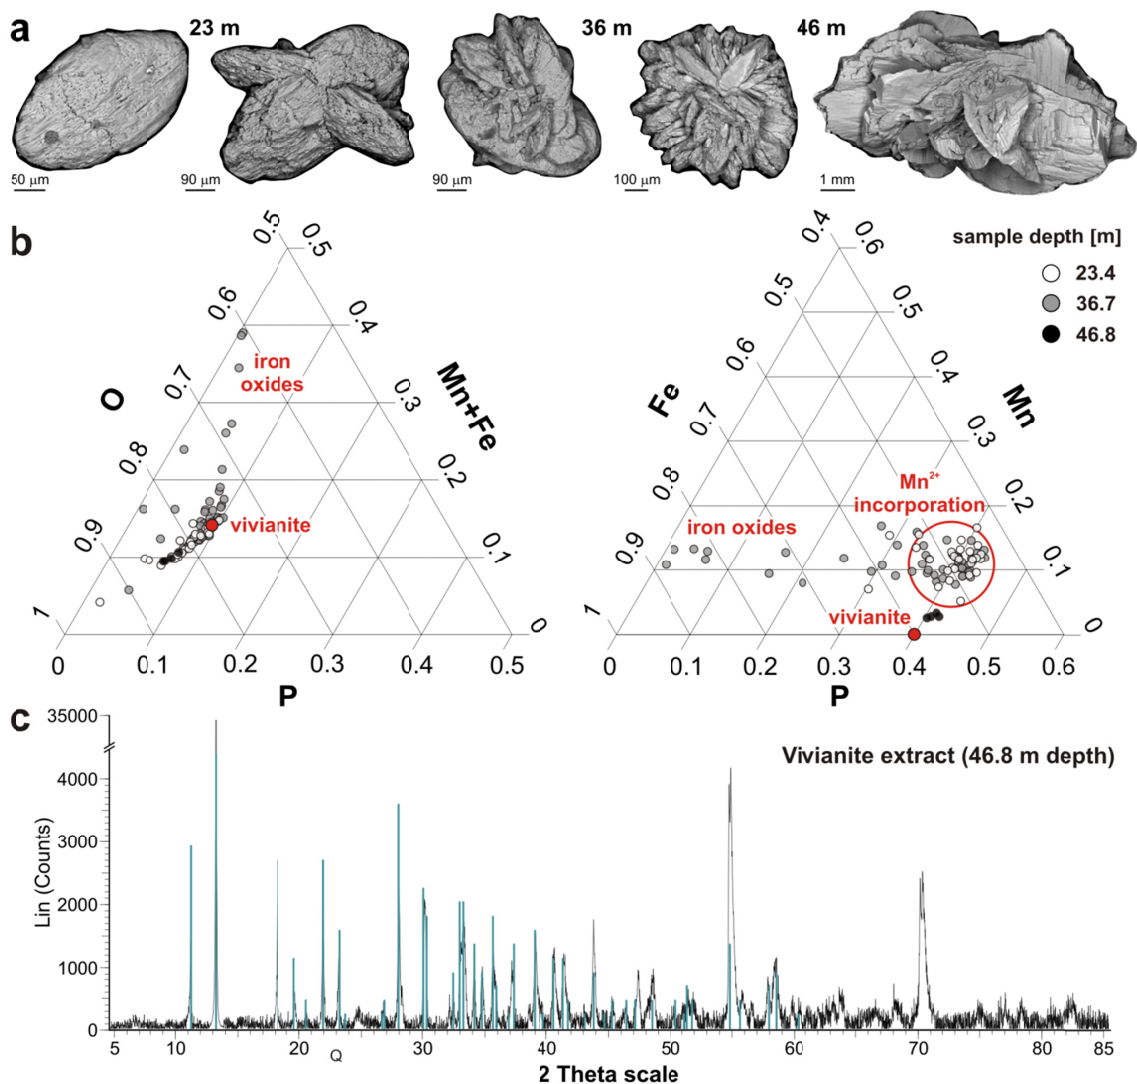 a
23 m
36 m
46 m
50 µm
90 µm
90 µm
100 µm
1 mm
b
sample depth [m]
23.4
36.7
46.8
0.5
0.5
0.6
0.4
0.7
0.3
0.8
0.2
0.9
0.1
1
0
0
0.1
0.2
0.3
0.4
0.5
O
Mn+Fe
P
iron
oxides
vivianite
0.4
0.6
0.5
0.5
0.6
0.4
0.7
0.3
0.8
0.2
0.9
0.1
1
0
0
0.1
0.2
0.3
0.4
0.5
0.6
Fe
Mn
P
Mn²⁺
incorporation
iron oxides
vivianite
c
35000
4000
3000
2000
1000
0
Lin (Counts)
Vivianite extract (46.8 m depth)
5 10 20 30 40 50 60 70 80 85
Q
2 Theta scale